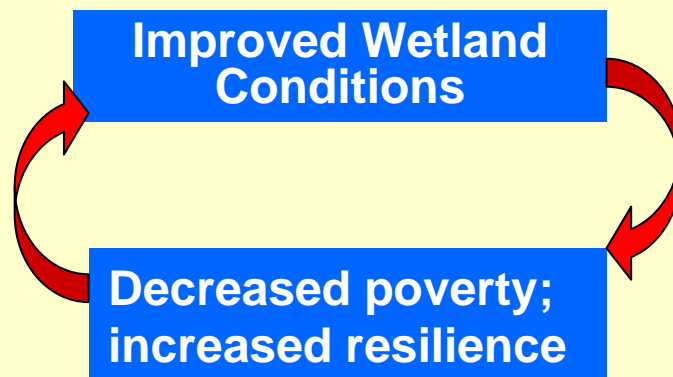 Improved Wetland
Conditions
Decreased poverty;
increased resilience